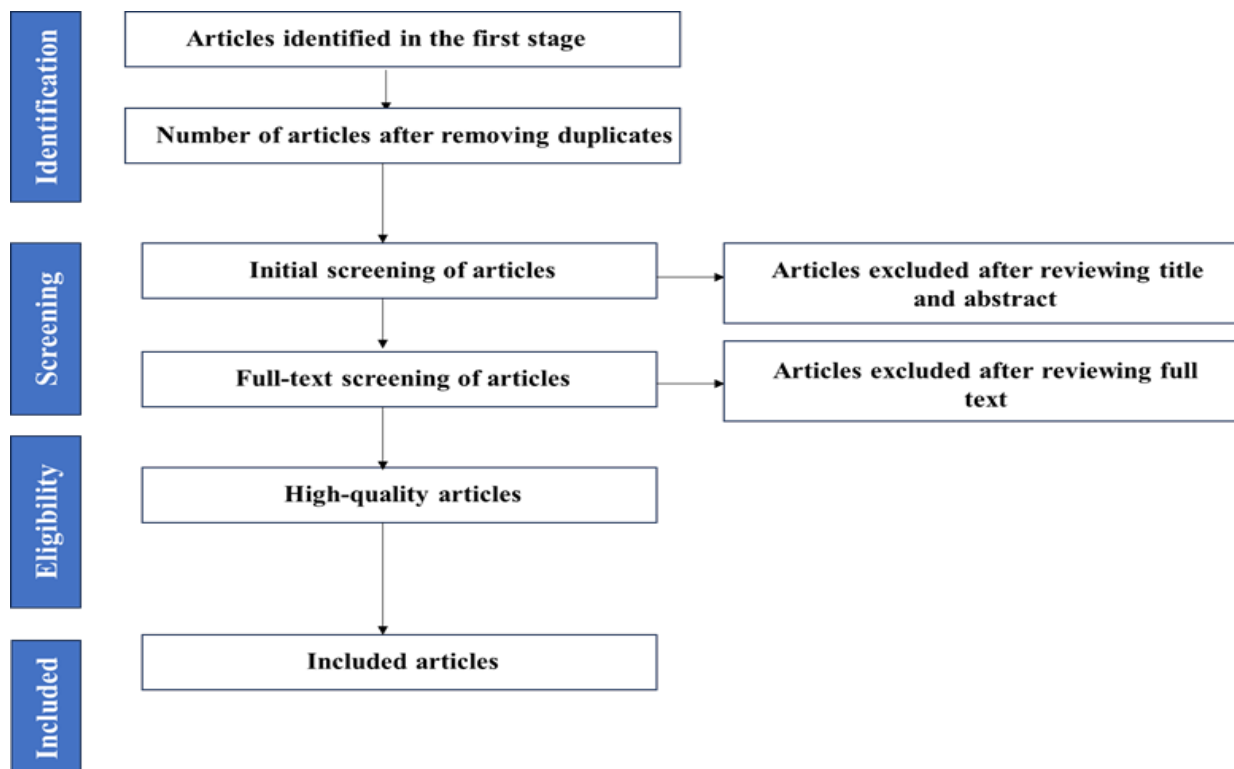 Identification
Articles identified in the first stage
Number of articles after removing duplicates
Screening
Initial screening of articles
Articles excluded after reviewing title
and abstract
Full-text screening of articles
Articles excluded after reviewing full
text
Eligibility
High-quality articles
Included
Included articles